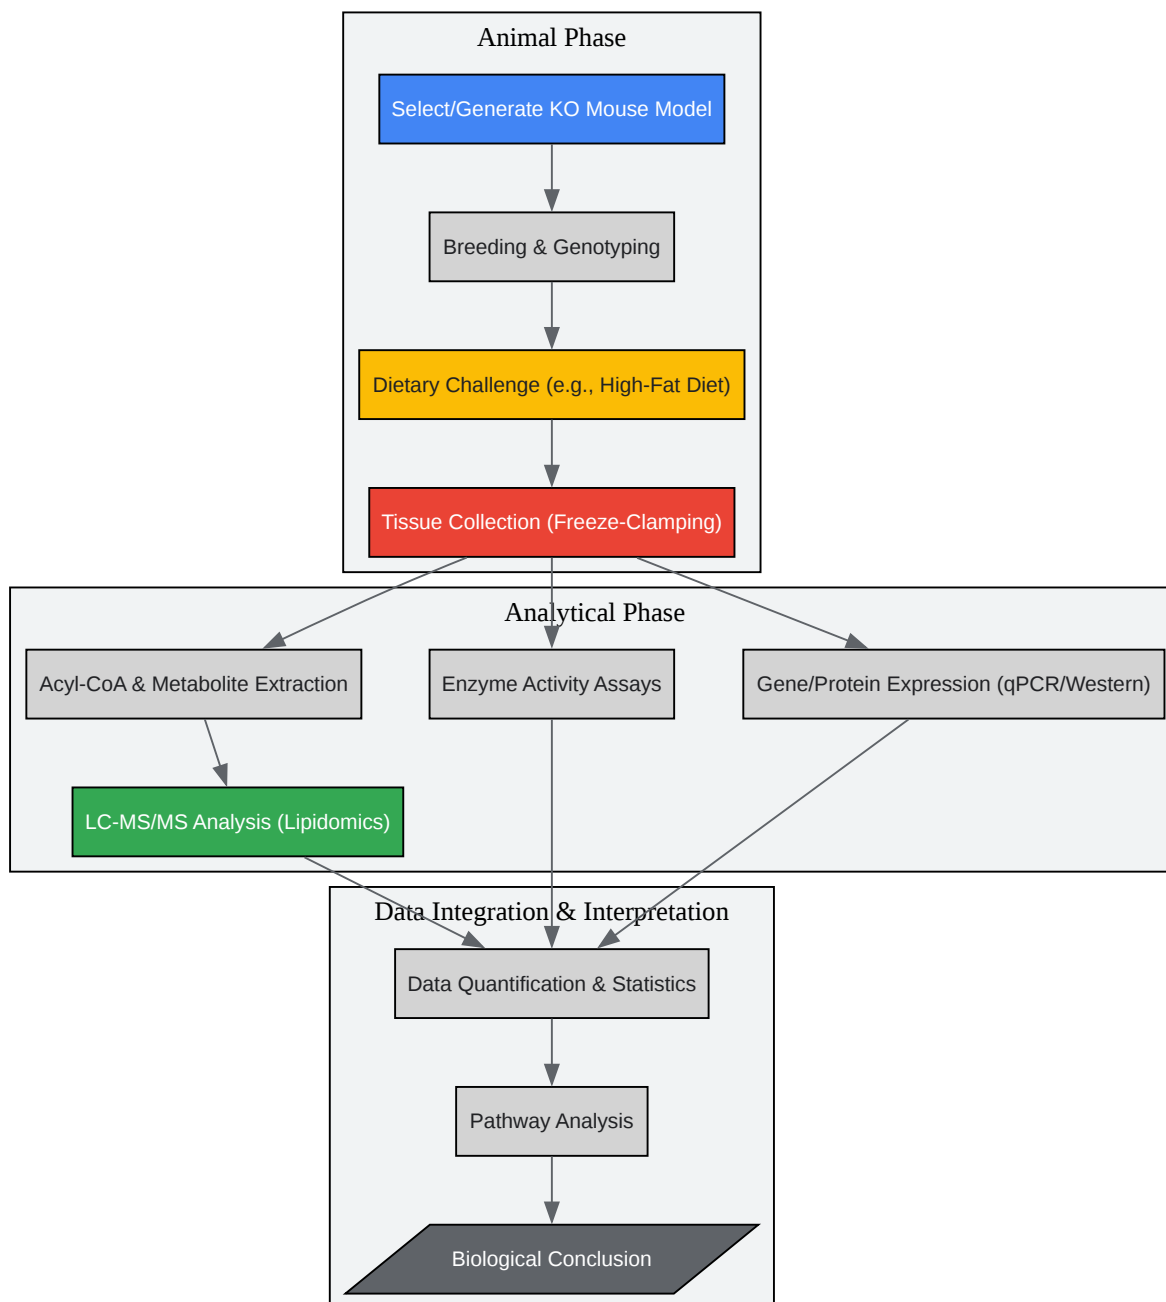 Animal Phase
Select/Generate KO Mouse Model
Breeding & Genotyping
Dietary Challenge (e.g., High-Fat Diet)
Tissue Collection (Freeze-Clamping)
Analytical Phase
Acyl-CoA & Metabolite Extraction
Enzyme Activity Assays
Gene/Protein Expression (qPCR/Western)
LC-MS/MS Analysis (Lipidomics)
Data Integration & Interpretation
Data Quantification & Statistics
Pathway Analysis
Biological Conclusion